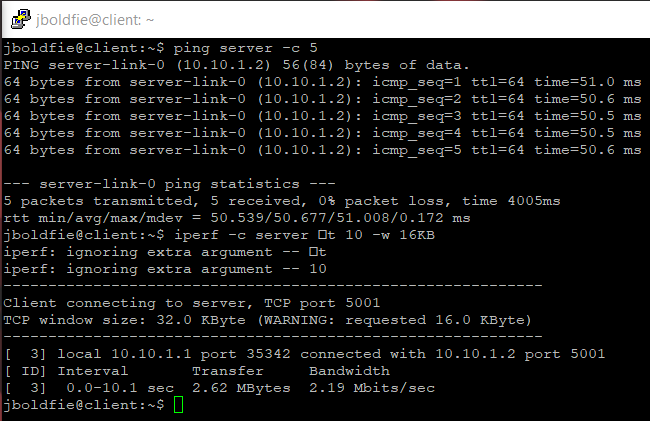 jboldfie@client: ~
jboldfie@client:~$ ping server -c 5
PING server-link-0 (10.10.1.2) 56(84) bytes of data.
64 bytes from server-link-0 (10.10.1.2): icmp_seq=1 ttl=64 time=51.0 ms
64 bytes from server-link-0 (10.10.1.2): icmp_seq=2 ttl=64 time=50.6 ms
64 bytes from server-link-0 (10.10.1.2): icmp_seq=3 ttl=64 time=50.5 ms
64 bytes from server-link-0 (10.10.1.2): icmp_seq=4 ttl=64 time=50.5 ms
64 bytes from server-link-0 (10.10.1.2): icmp_seq=5 ttl=64 time=50.6 ms
--- server-link-0 ping statistics ---
5 packets transmitted, 5 received, 0% packet loss, time 4005ms
rtt min/avg/max/mdev = 50.539/50.677/51.008/0.172 ms
jboldfie@client:~$ iperf -c server □t 10 -w 16KB
iperf: ignoring extra argument -- □t
iperf: ignoring extra argument -- 10
------------------------------------------------------------
Client connecting to server, TCP port 5001
TCP window size: 32.0 KByte (WARNING: requested 16.0 KByte)
------------------------------------------------------------
[  3] local 10.10.1.1 port 35342 connected with 10.10.1.2 port 5001
[ ID] Interval       Transfer     Bandwidth
[  3]  0.0-10.1 sec  2.62 MBytes  2.19 Mbits/sec
jboldfie@client:~$